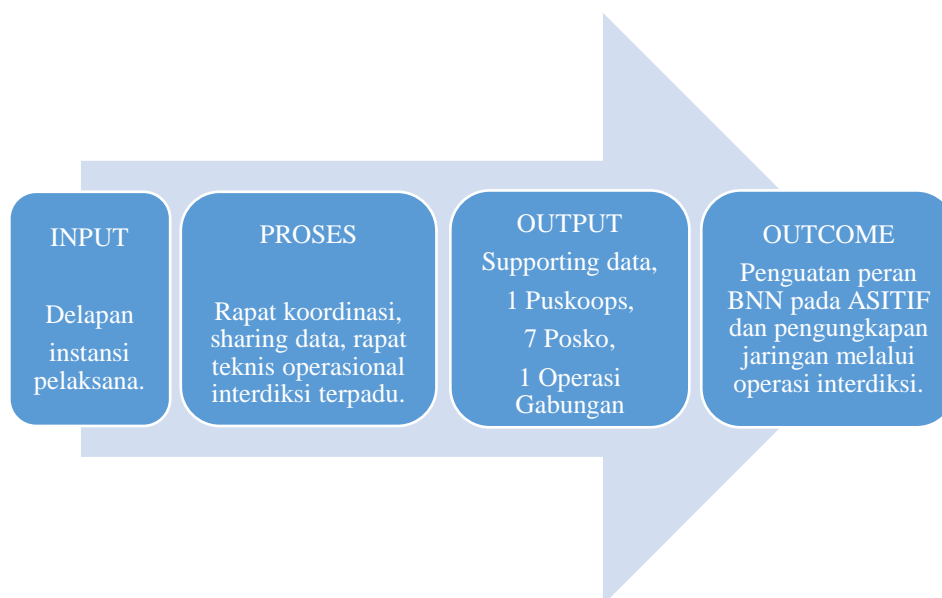 INPUT
Delapan
instansi
pelaksana.
PROSES
Rapat koordinasi,
sharing data, rapat
teknis operasional
interdiksi terpadu.
OUTPUT
Supporting data,
1 Puskoops,
7 Posko,
1 Operasi
Gabungan
OUTCOME
Penguatan peran
BNN pada ASITIF
dan pengungkapan
jaringan melalui
operasi interdiksi.